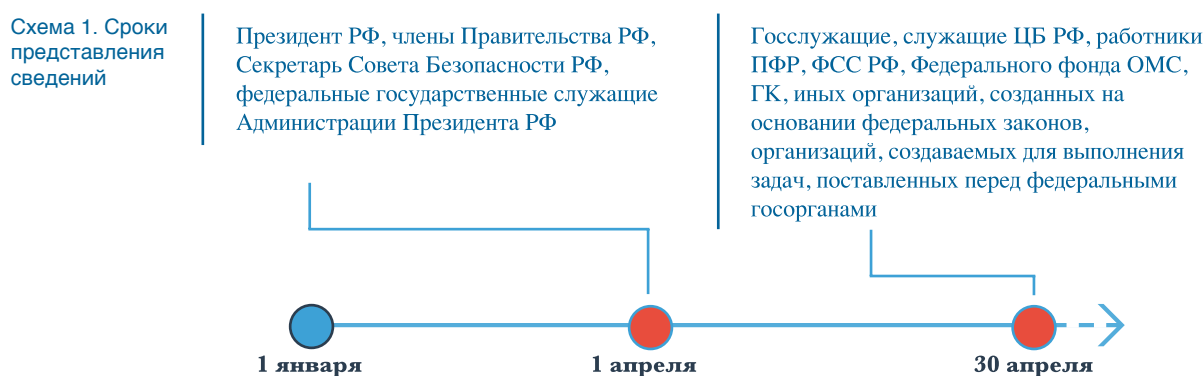 Схема 1. Сроки
представления
сведений
Президент РФ, члены Правительства РФ,
Секретарь Совета Безопасности РФ,
федеральные государственные служащие
Администрации Президента РФ
Госслужащие, служащие ЦБ РФ, работники
ПФР, ФСС РФ, Федерального фонда ОМС,
ГК, иных организаций, созданных на
основании федеральных законов,
организаций, создаваемых для выполнения
задач, поставленных перед федеральными
госорганами
1 января
1 апреля
30 апреля